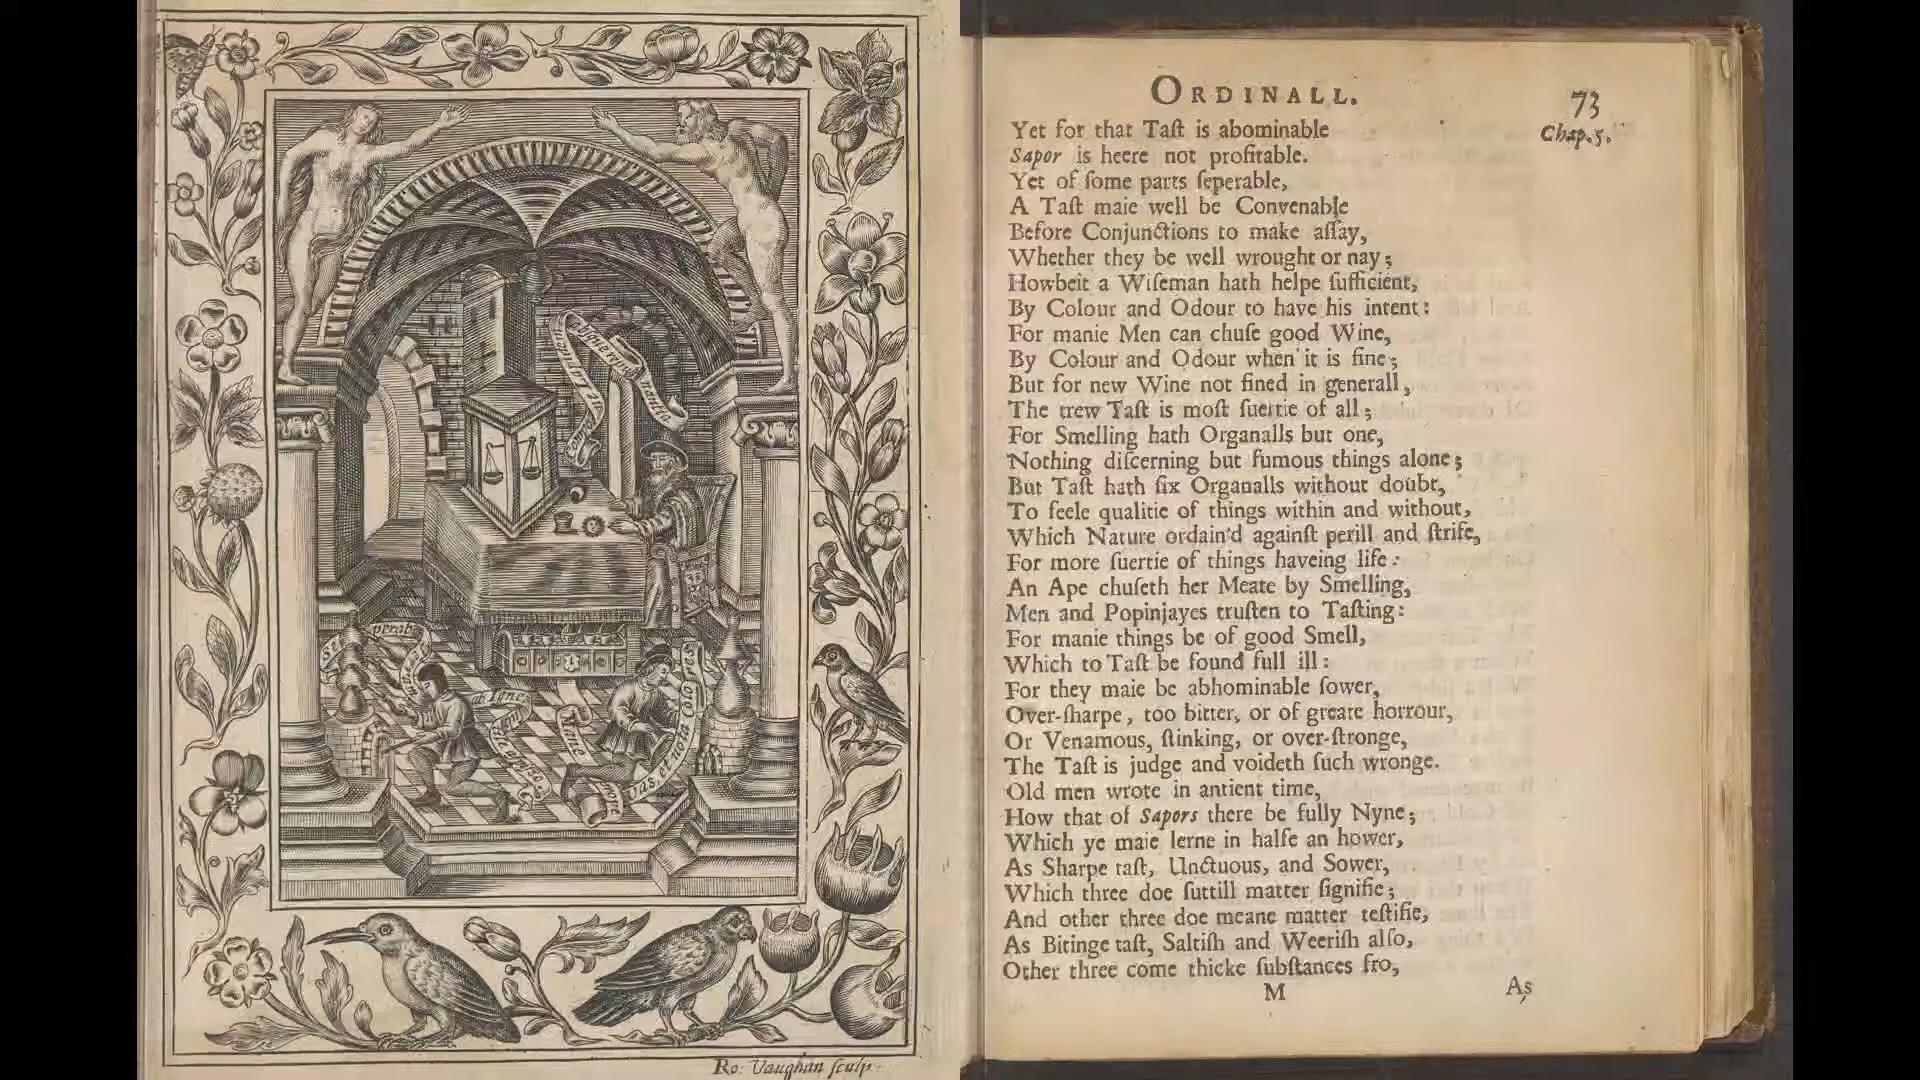 Separabis
Mane
Vas et nota colores
Ro: Vaughan sculp.
ORDINALL.
73
Chap. 5.
Yet for that Taſt is abominable
Sapor is heere not profitable.
Yet of ſome parts ſeperable,
A Taſt maie well be Convenable
Before Conjunctions to make aſſay,
Whether they be well wrought or nay;
Howbeit a Wiſeman hath helpe ſufficient,
By Colour and Odour to have his intent:
For manie Men can chuſe good Wine,
By Colour and Odour when it is fine;
But for new Wine not fined in generall,
The trew Taſt is moſt ſuertie of all;
For Smelling hath Organalls but one,
Nothing diſcerning but fumous things alone;
But Taſt hath ſix Organalls without doubt,
To feele qualitie of things within and without,
Which Nature ordain'd againſt perill and ſtrife,
For more ſuertie of things haveing life:
An Ape chuſeth her Meate by Smelling,
Men and Popinjayes truſten to Taſting:
For manie things be of good Smell,
Which to Taſt be found full ill:
For they maie be abhominable ſower,
Over-ſharpe, too bitter, or of greate horrour,
Or Venamous, ſtinking, or over-ſtronge,
The Taſt is judge and voideth ſuch wronge.
Old men wrote in antient time,
How that of Sapors there be fully Nyne;
Which ye maie lerne in halfe an hower,
As Sharpe taſt, Unctuous, and Sower,
Which three doe ſuttill matter ſignifie;
And other three doe meane matter teſtifie,
As Bitinge taſt, Saltiſh and Weeriſh alſo,
Other three come thicke ſubſtances fro,
M As